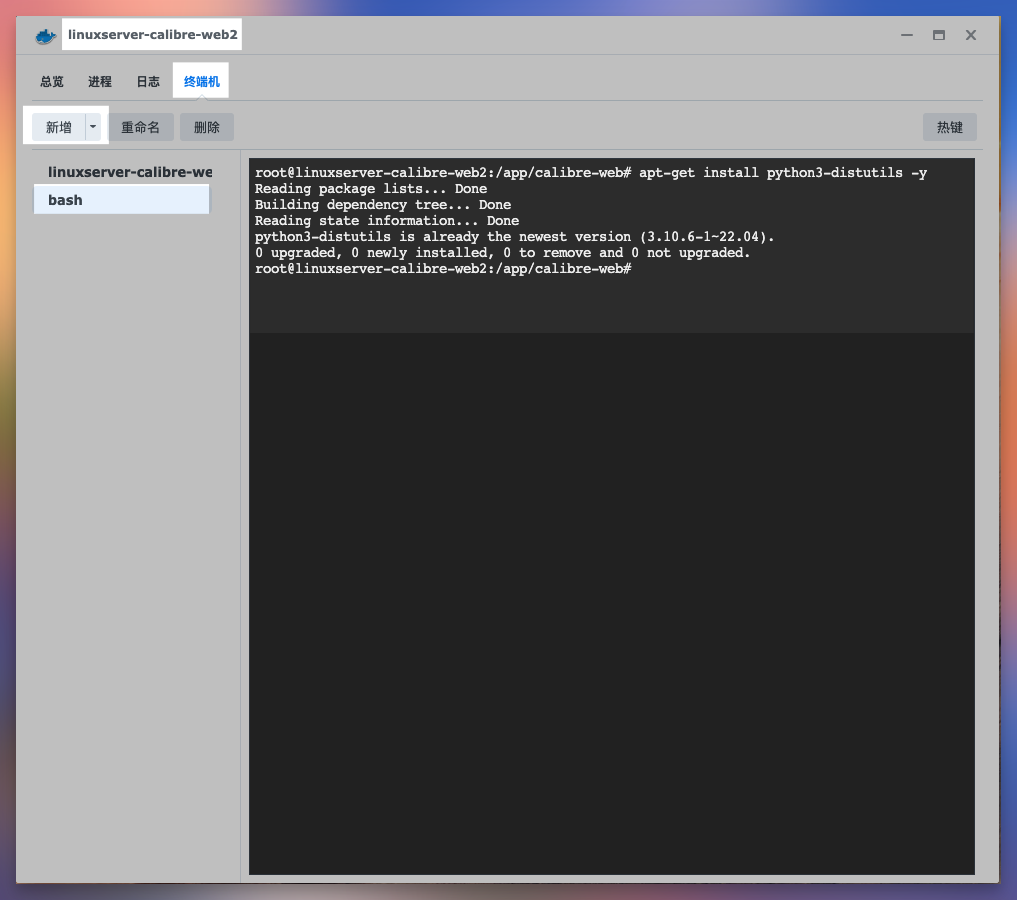 linuxserver-calibre-web2
总览 进程 日志 终端机
新增 重命名 删除 热键
linuxserver-calibre-we
bash
root@linuxserver-calibre-web2:/app/calibre-web# apt-get install python3-distutils -y
Reading package lists... Done
Building dependency tree... Done
Reading state information... Done
python3-distutils is already the newest version (3.10.6-1~22.04).
0 upgraded, 0 newly installed, 0 to remove and 0 not upgraded.
root@linuxserver-calibre-web2:/app/calibre-web#